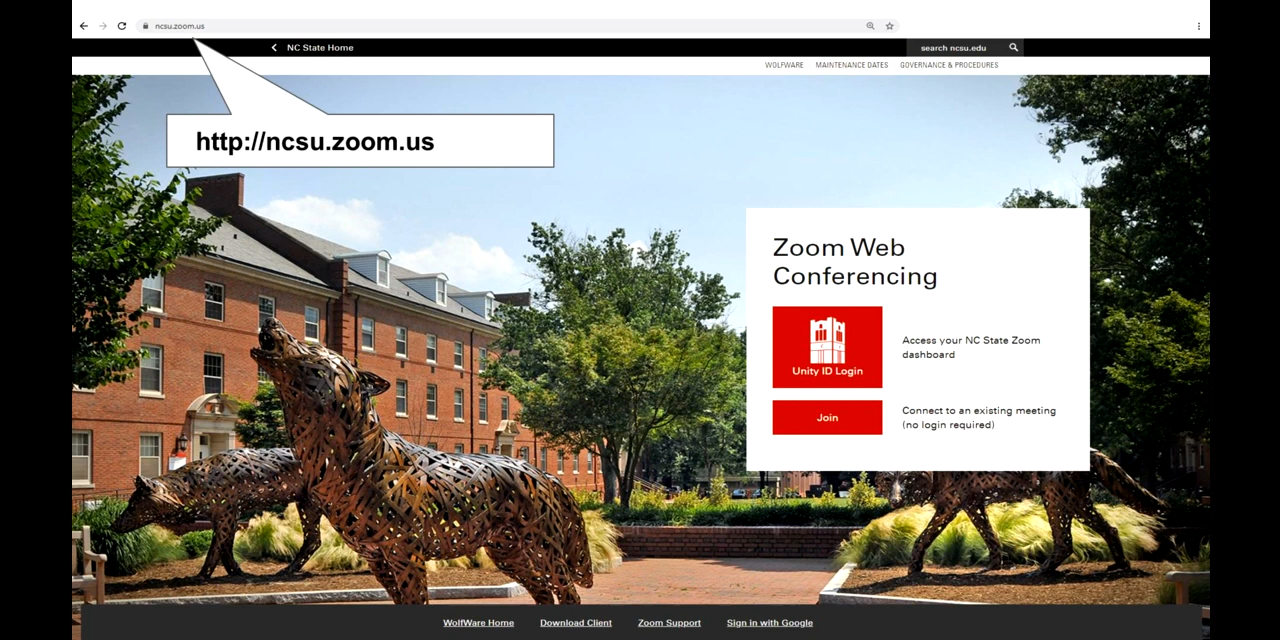 ncsu.zoom.us
NC State Home
search ncsu.edu
WOLFWARE MAINTENANCE DATES GOVERNANCE & PROCEDURES
http://ncsu.zoom.us
Zoom Web
Conferencing
Unity ID Login
Access your NC State Zoom
dashboard
Join
Connect to an existing meeting
(no login required)
WolfWare Home Download Client Zoom Support Sign in with Google